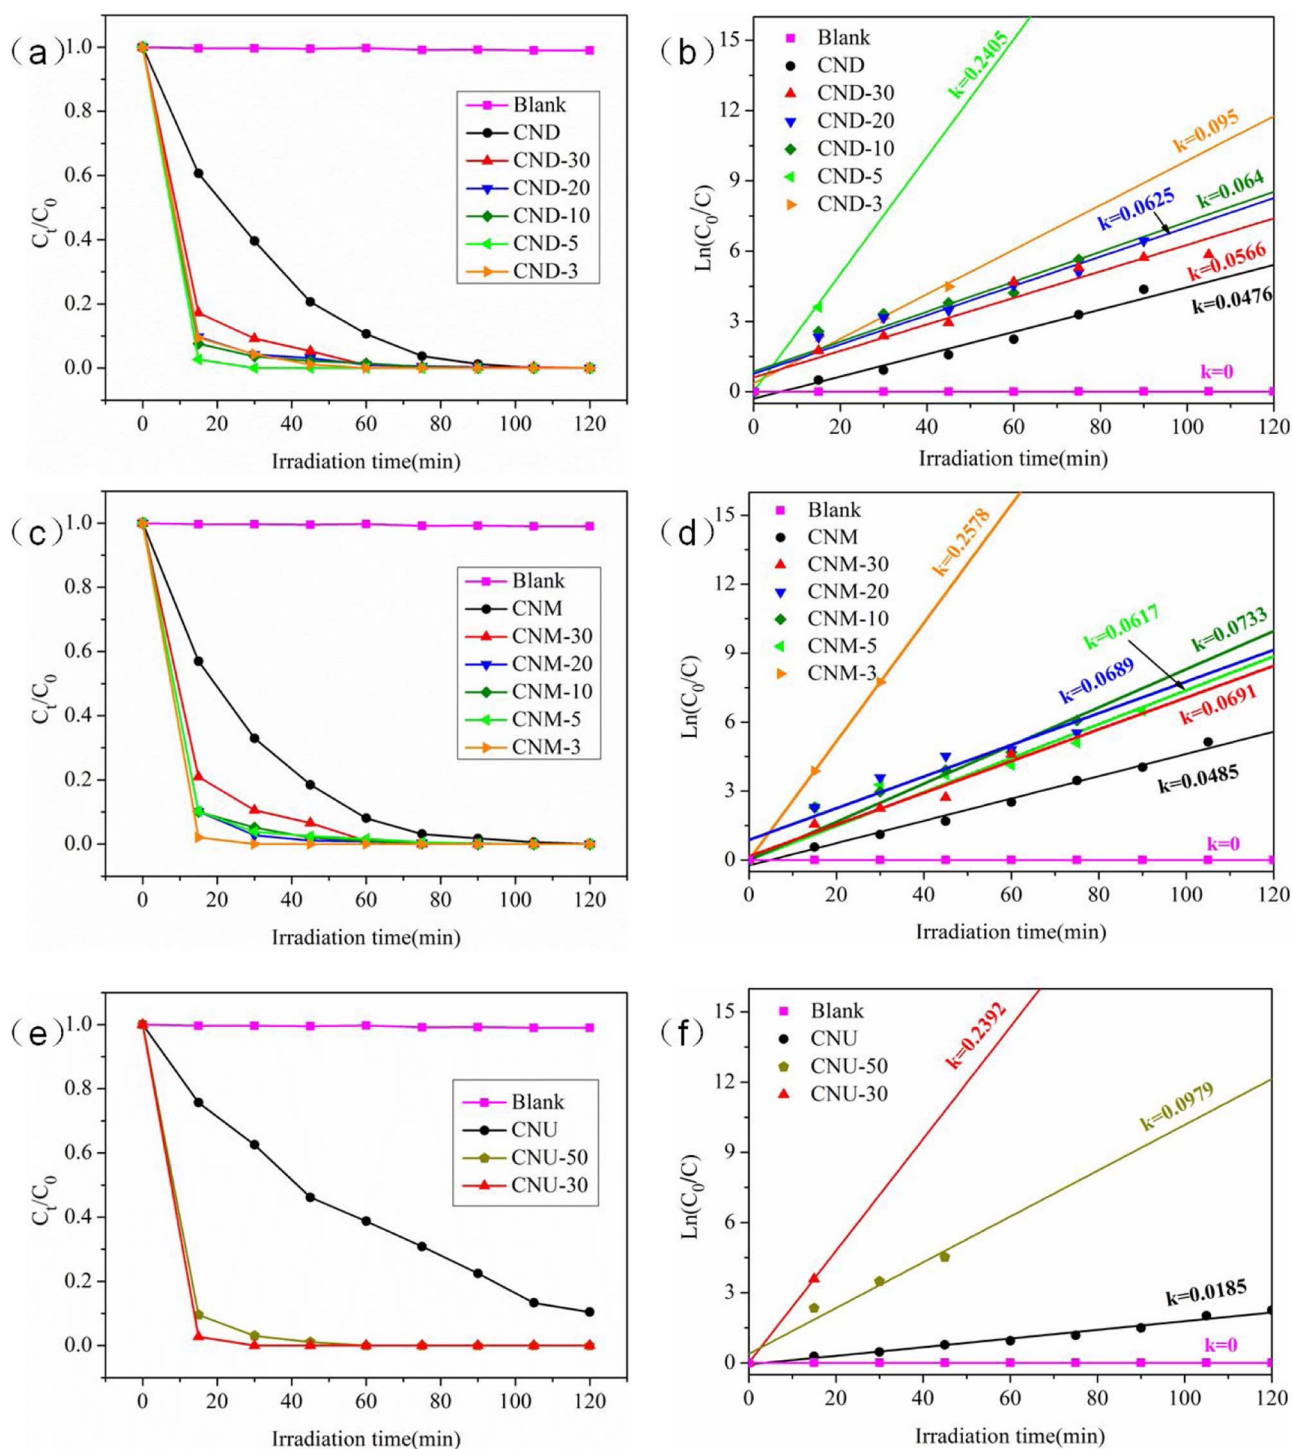 (a)
Ct/C0
1.0
0.8
0.6
0.4
0.2
0.0
Blank
CND
CND-30
CND-20
CND-10
CND-5
CND-3
0 20 40 60 80 100 120
Irradiation time(min)
(b)
Ln(C0/C)
15
12
9
6
3
0
Blank
CND
CND-30
CND-20
CND-10
CND-5
CND-3
k=0.2405
k=0.095
k=0.064
k=0.0625
k=0.0566
k=0.0476
k=0
0 20 40 60 80 100 120
Irradiation time(min)
(c)
Ct/C0
1.0
0.8
0.6
0.4
0.2
0.0
Blank
CNM
CNM-30
CNM-20
CNM-10
CNM-5
CNM-3
0 20 40 60 80 100 120
Irradiation time(min)
(d)
Ln(C0/C)
15
12
9
6
3
0
Blank
CNM
CNM-30
CNM-20
CNM-10
CNM-5
CNM-3
k=0.2578
k=0.0617
k=0.0733
k=0.0689
k=0.0691
k=0.0485
k=0
0 20 40 60 80 100 120
Irradiation time(min)
(e)
Ct/C0
1.0
0.8
0.6
0.4
0.2
0.0
Blank
CNU
CNU-50
CNU-30
0 20 40 60 80 100 120
Irradiation time(min)
(f)
Ln(C0/C)
15
12
9
6
3
0
Blank
CNU
CNU-50
CNU-30
k=0.2392
k=0.0979
k=0.0185
k=0
0 20 40 60 80 100 120
Irradiation time(min)